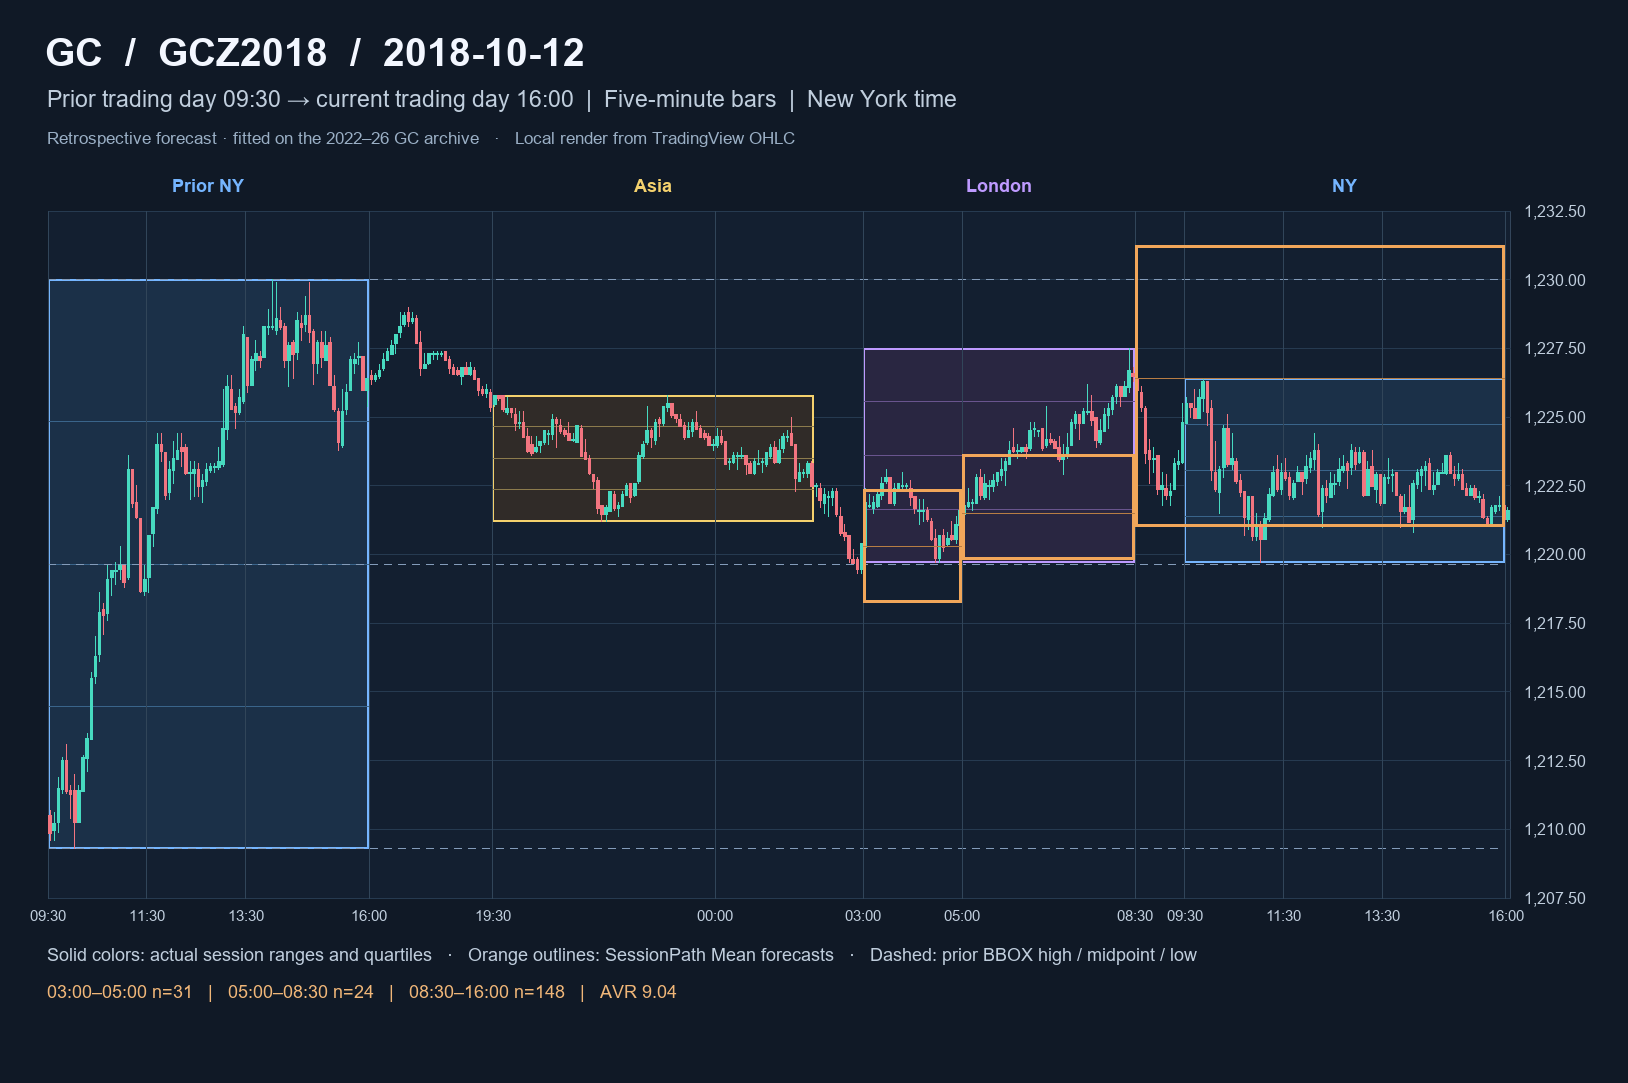 GC / GCZ2018 / 2018-10-12
Prior trading day 09:30 → current trading day 16:00 | Five-minute bars | New York time
Retrospective forecast · fitted on the 2022–26 GC archive · Local render from TradingView OHLC
Prior NY Asia London NY
1,232.50
1,230.00
1,227.50
1,225.00
1,222.50
1,220.00
1,217.50
1,215.00
1,212.50
1,210.00
1,207.50
09:30 11:30 13:30 16:00 19:30 00:00 03:00 05:00 08:30 09:30 11:30 13:30 16:00
Solid colors: actual session ranges and quartiles · Orange outlines: SessionPath Mean forecasts · Dashed: prior BBOX high / midpoint / low
03:00–05:00 n=31 | 05:00–08:30 n=24 | 08:30–16:00 n=148 | AVR 9.04